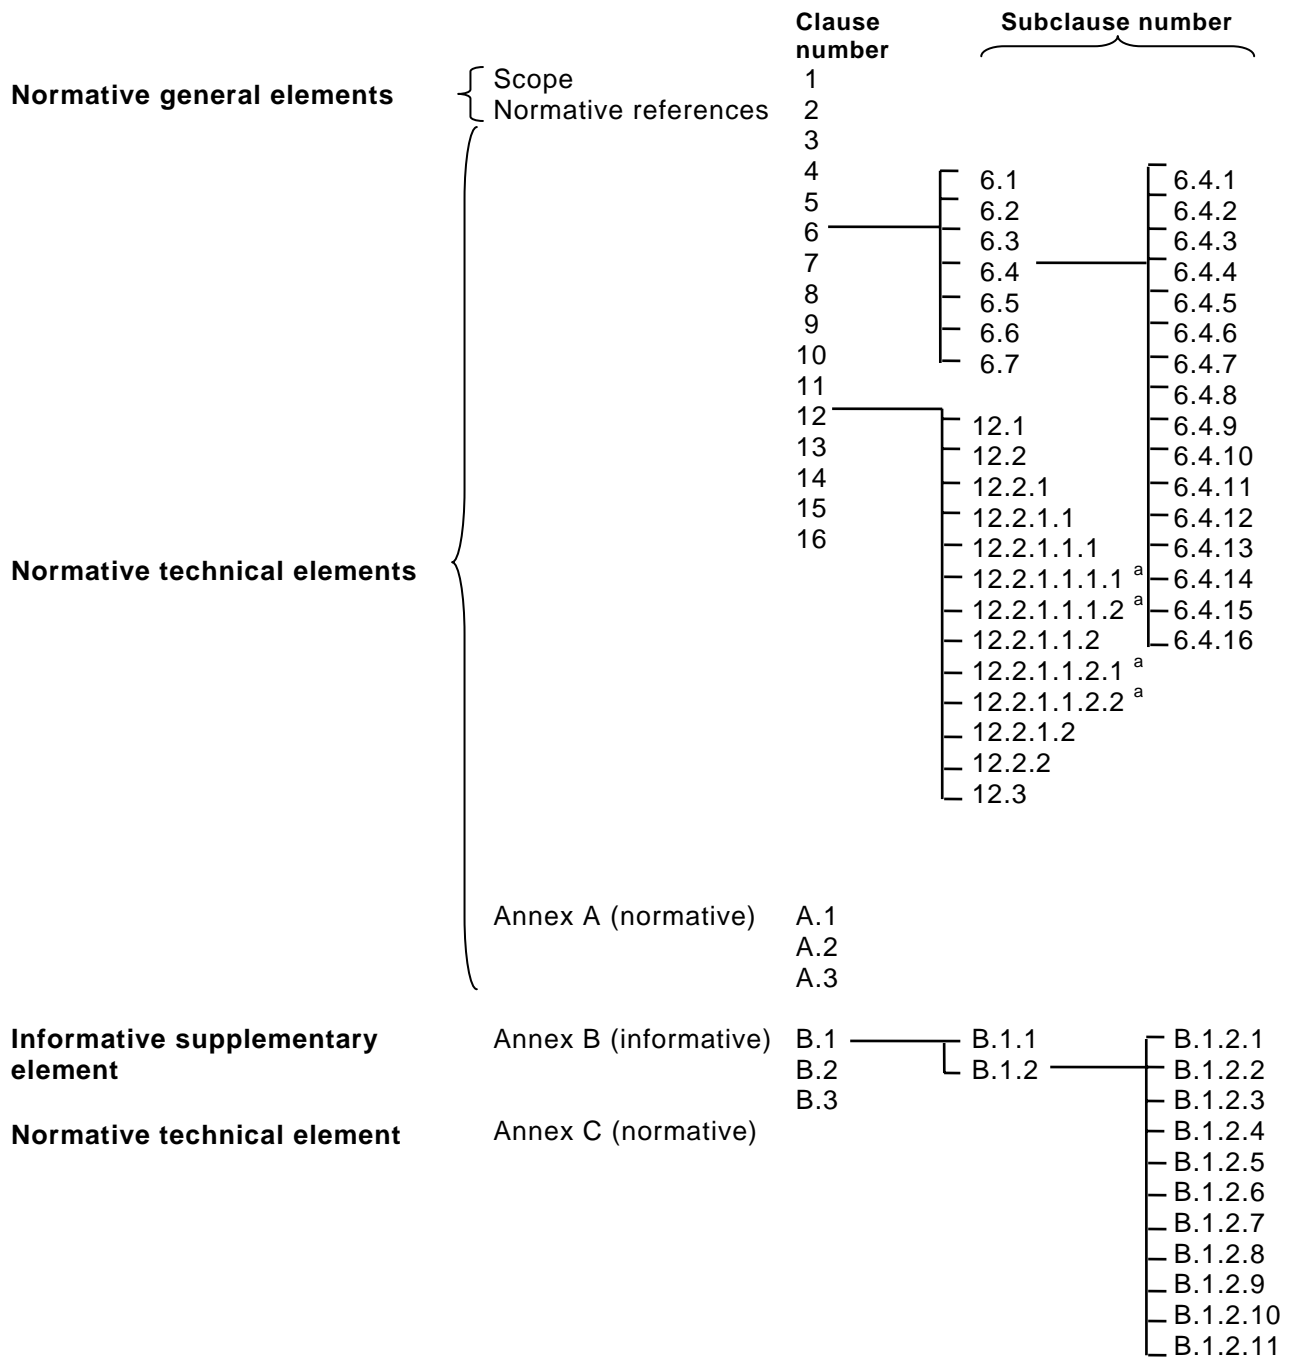 Clause number
Subclause number
Normative general elements
Scope
Normative references
1
2
3
4
5
6
7
8
9
10
11
12
13
14
15
16
6.1
6.2
6.3
6.4
6.5
6.6
6.7
6.4.1
6.4.2
6.4.3
6.4.4
6.4.5
6.4.6
6.4.7
6.4.8
6.4.9
6.4.10
6.4.11
6.4.12
6.4.13
6.4.14
6.4.15
6.4.16
12.1
12.2
12.2.1
12.2.1.1
12.2.1.1.1
12.2.1.1.1.1 a
12.2.1.1.1.2 a
12.2.1.1.2
12.2.1.1.2.1 a
12.2.1.1.2.2 a
12.2.1.2
12.2.2
12.3
Normative technical elements
Annex A (normative)
A.1
A.2
A.3
Informative supplementary
element
Annex B (informative)
B.1
B.2
B.3
B.1.1
B.1.2
B.1.2.1
B.1.2.2
B.1.2.3
B.1.2.4
B.1.2.5
B.1.2.6
B.1.2.7
B.1.2.8
B.1.2.9
B.1.2.10
B.1.2.11
Normative technical element
Annex C (normative)